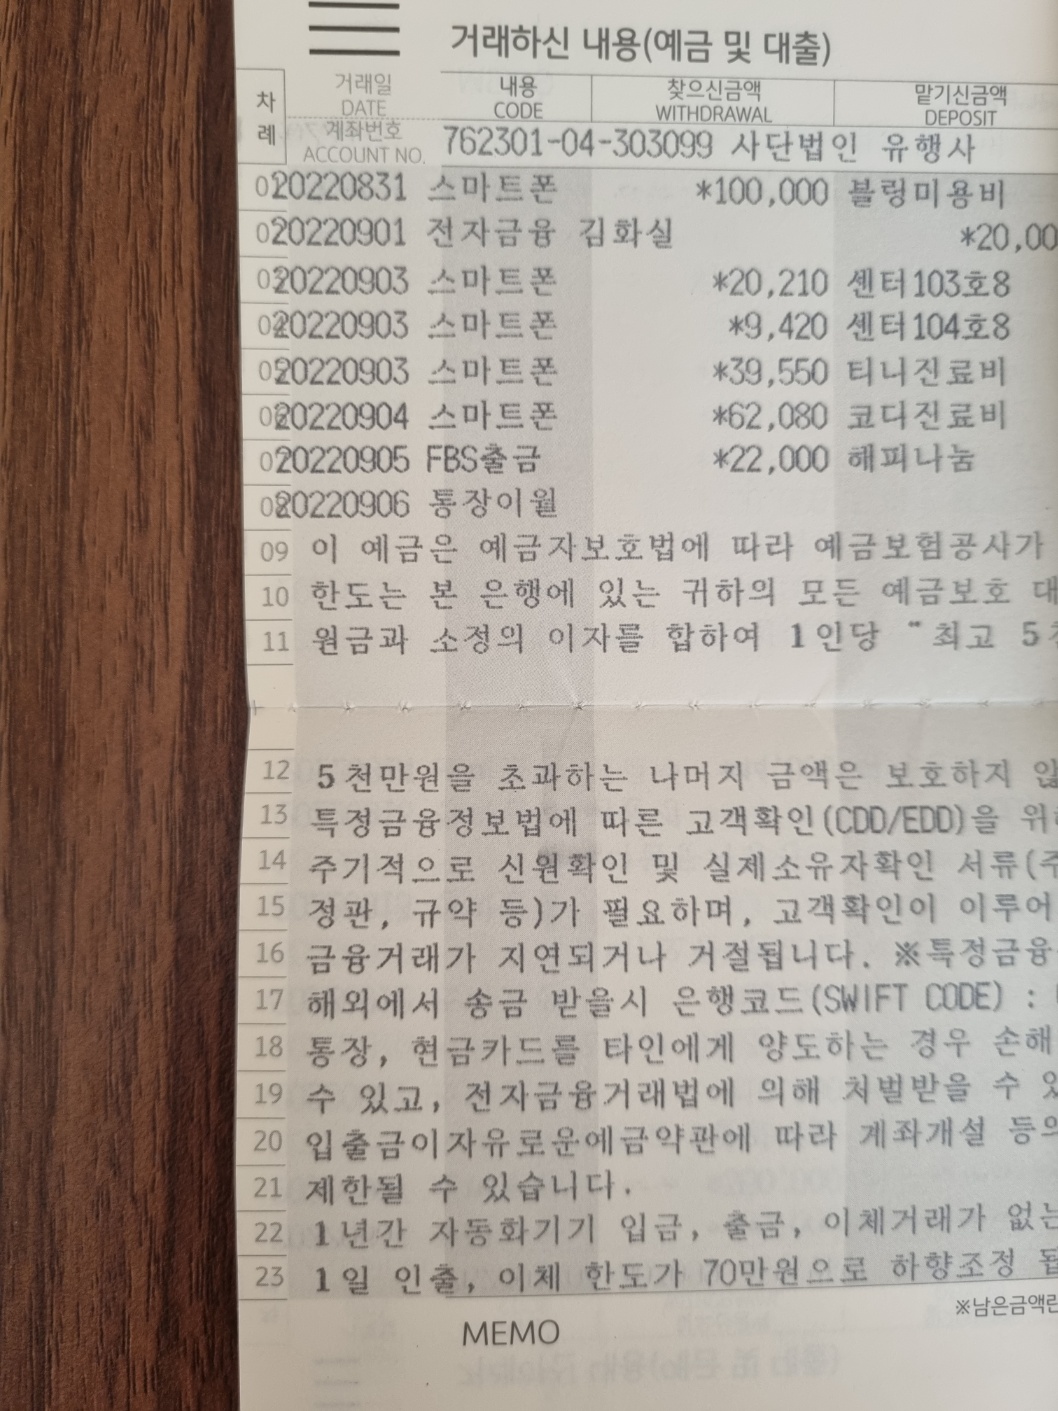 거래하신 내용(예금 및 대출)
차례 거래일 DATE 내용 CODE 찾으신금액 WITHDRAWAL 맡기신금액 DEPOSIT
계좌번호 ACCOUNT NO. 762301-04-303099 사단법인 유행사
20220831 스마트폰 *100,000 블링미용비
20220901 전자금융 김화실 *20,00
20220903 스마트폰 *20,210 센터103호8
20220903 스마트폰 *9,420 센터104호8
20220903 스마트폰 *39,550 티니진료비
20220904 스마트폰 *62,080 코다진료비
20220905 FBS출금 *22,000 해피나눔
20220906 통장이월
09 이 예금은 예금자보호법에 따라 예금보험공사가
10 한도는 본 은행에 있는 귀하의 모든 예금보호 대
11 원금과 소정의 이자를 합하여 1인당 "최고 5
12 5천만원을 초과하는 나머지 금액은 보호하지 않
13 특정금융정보법에 따른 고객확인(CDD/EDD)을
14 주기적으로 신원확인 및 실제소유자확인 서류(주
15 정관, 규약 등)가 필요하며, 고객확인이 이루어
16 금융거래가 지연되거나 거절됩니다. ※특정금융
17 해외에서 송금 받을시 은행코드(SWIFT CODE) :
18 통장, 현금카드를 타인에게 양도하는 경우 손해
19 수 있고, 전자금융거래법에 의해 처벌받을 수
20 입출금이자유로운예금약관에 따라 계좌개설 등의
21 제한될 수 있습니다.
22 1년간 자동화기기 입금, 출금, 이체거래가 없는
23 1일 인출, 이체 한도가 70만원으로 하향조정
※남은금액란
MEMO